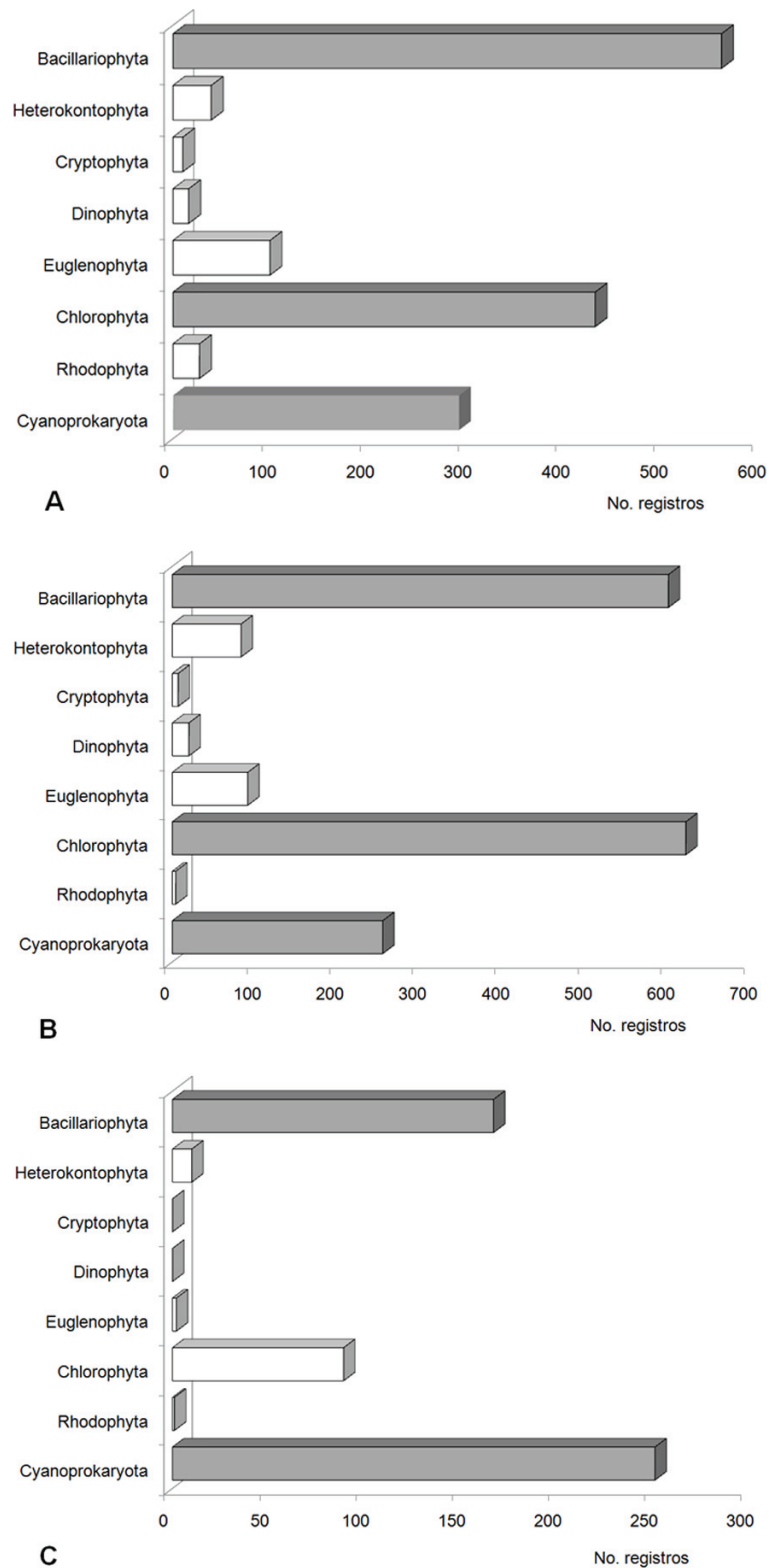 Bacillariophyta
Heterokontophyta
Cryptophyta
Dinophyta
Euglenophyta
Chlorophyta
Rhodophyta
Cyanoprokaryota
0 100 200 300 400 500 600
No. registros
A
Bacillariophyta
Heterokontophyta
Cryptophyta
Dinophyta
Euglenophyta
Chlorophyta
Rhodophyta
Cyanoprokaryota
0 100 200 300 400 500 600 700
No. registros
B
Bacillariophyta
Heterokontophyta
Cryptophyta
Dinophyta
Euglenophyta
Chlorophyta
Rhodophyta
Cyanoprokaryota
0 50 100 150 200 250 300
No. registros
C